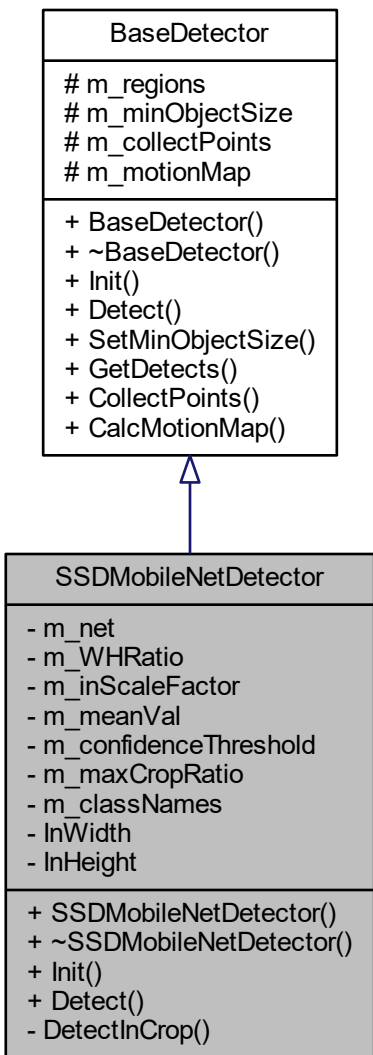 BaseDetector
# m_regions
# m_minObjectSize
# m_collectPoints
# m_motionMap
+ BaseDetector()
+ ~BaseDetector()
+ Init()
+ Detect()
+ SetMinObjectSize()
+ GetDetects()
+ CollectPoints()
+ CalcMotionMap()
SSDMobileNetDetector
- m_net
- m_WHRatio
- m_inScaleFactor
- m_meanVal
- m_confidenceThreshold
- m_maxCropRatio
- m_classNames
- InWidth
- InHeight
+ SSDMobileNetDetector()
+ ~SSDMobileNetDetector()
+ Init()
+ Detect()
- DetectInCrop()